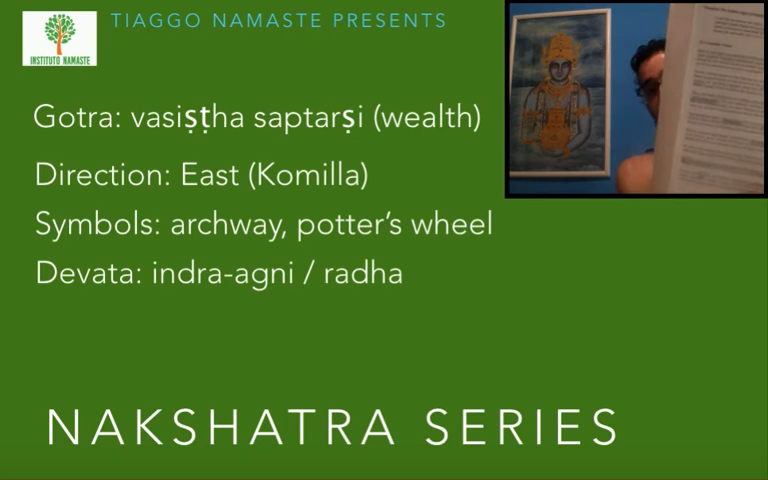 TIAGGO NAMASTE PRESENTS
INSTITUTO NAMASTE
Gotra: vasiṣṭha saptarṣi (wealth)
Direction: East (Komilla)
Symbols: archway, potter’s wheel
Devata: indra-agni / radha
NAKSHATRA SERIES